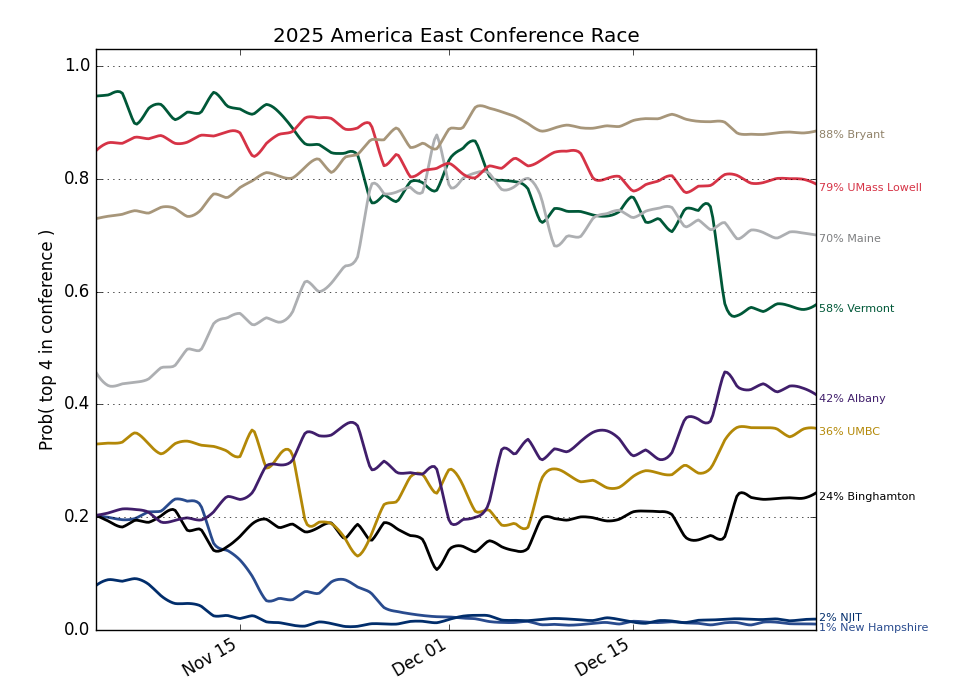 2025 America East Conference Race
Prob( top 4 in conference )
1.0
0.8
0.6
0.4
0.2
0.0
Nov 15
Dec 01
Dec 15
88% Bryant
79% UMass Lowell
70% Maine
58% Vermont
42% Albany
36% UMBC
24% Binghamton
2% NJIT
1% New Hampshire